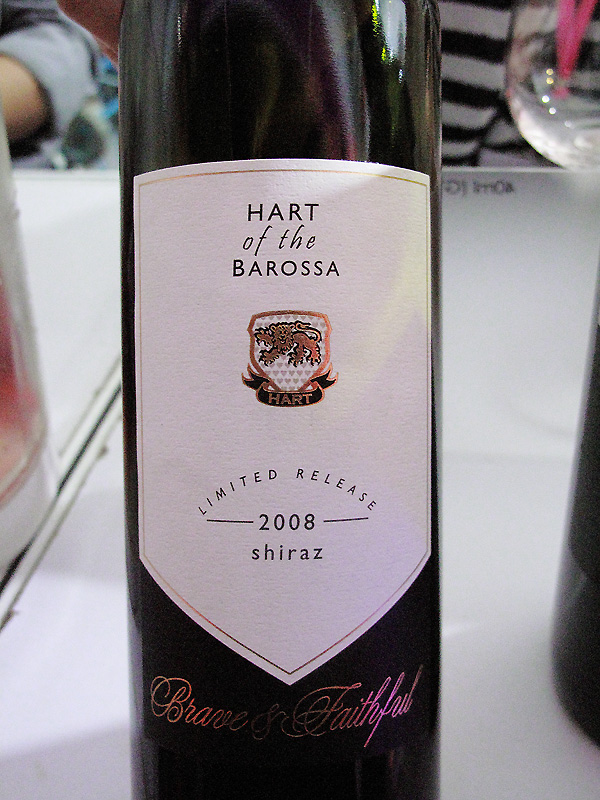 HART
of the
BAROSSA
HART
LIMITED RELEASE
2008
shiraz
Brave & Faithful